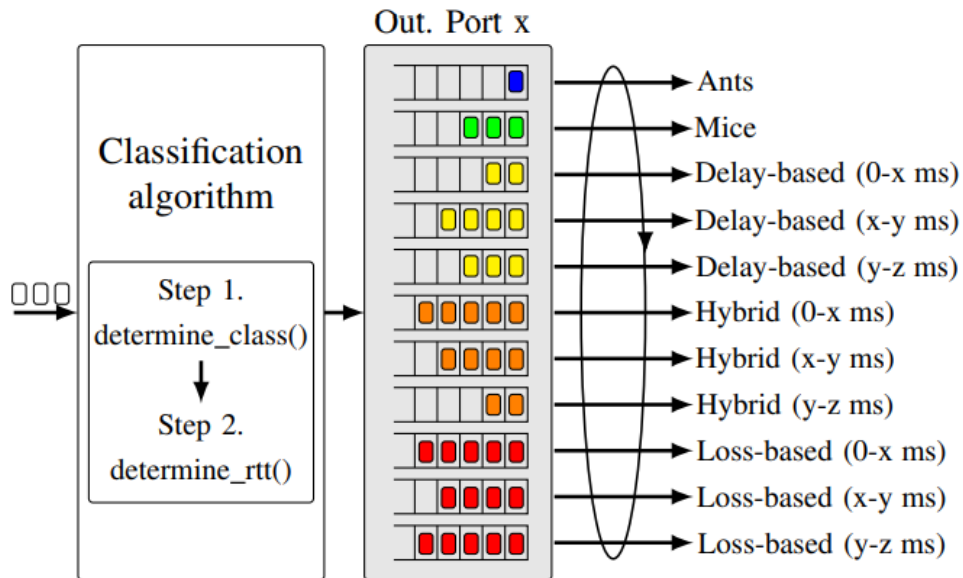 Out. Port x
Classification
algorithm
Step 1.
determine_class()
Step 2.
determine_rtt()
Ants
Mice
Delay-based (0-x ms)
Delay-based (x-y ms)
Delay-based (y-z ms)
Hybrid (0-x ms)
Hybrid (x-y ms)
Hybrid (y-z ms)
Loss-based (0-x ms)
Loss-based (x-y ms)
Loss-based (y-z ms)